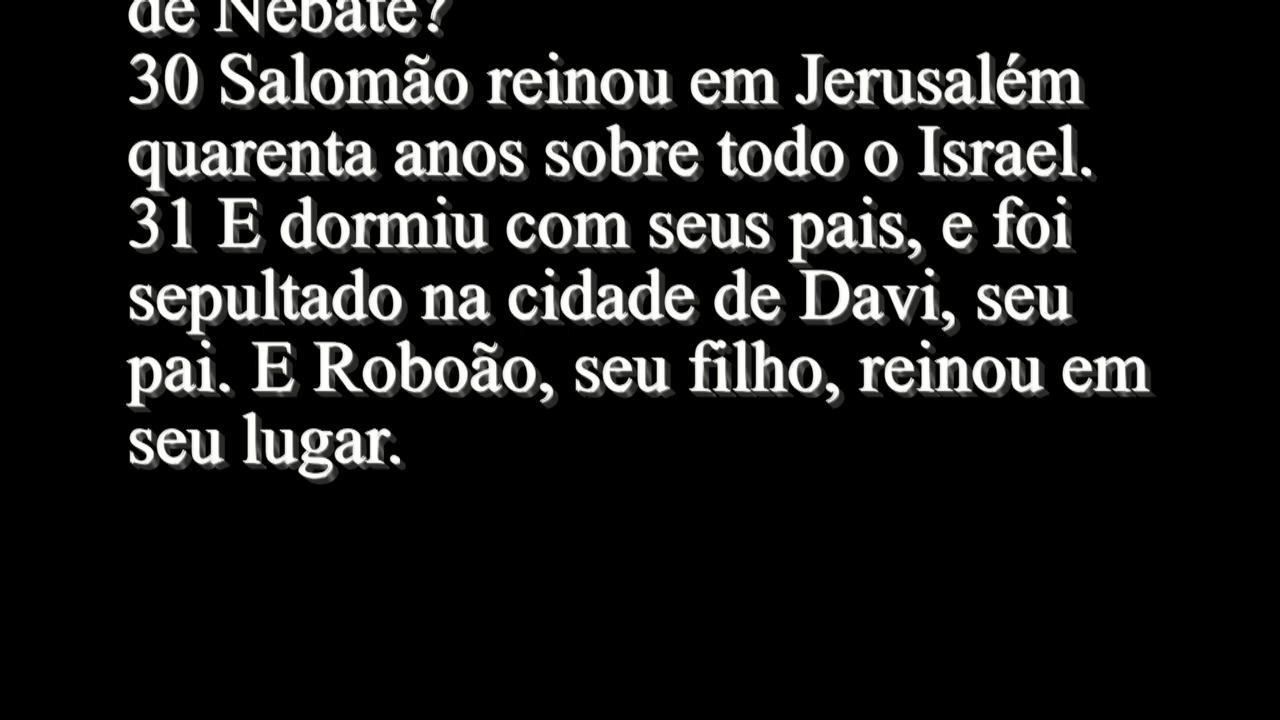 de Nebate?
30 Salomão reinou em Jerusalém
quarenta anos sobre todo o Israel.
31 E dormiu com seus pais, e foi
sepultado na cidade de Davi, seu
pai. E Roboão, seu filho, reinou em
seu lugar.